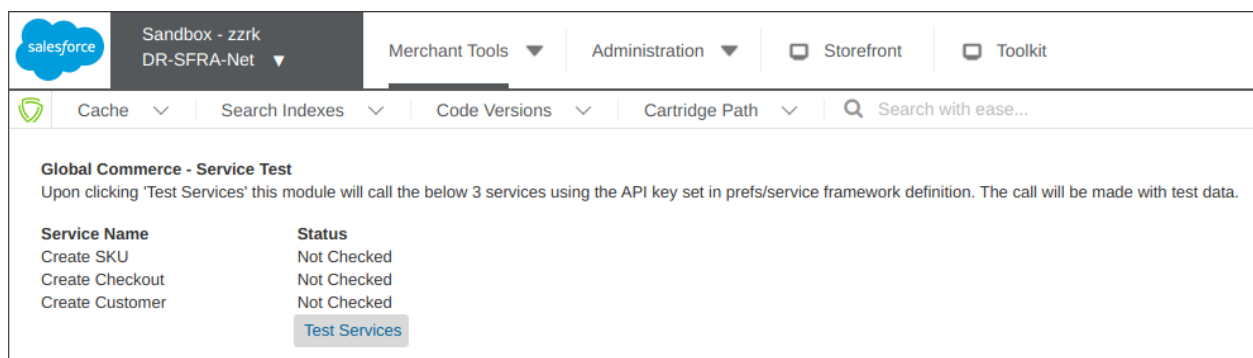 salesforce
Sandbox - zzrk
DR-SFRA-Net ▼
Merchant Tools ▼
Administration ▼
Storefront
Toolkit
Cache
Search Indexes
Code Versions
Cartridge Path
Search with ease...
Global Commerce - Service Test
Upon clicking 'Test Services' this module will call the below 3 services using the API key set in prefs/service framework definition. The call will be made with test data.
Service Name Status
Create SKU Not Checked
Create Checkout Not Checked
Create Customer Not Checked
Test Services